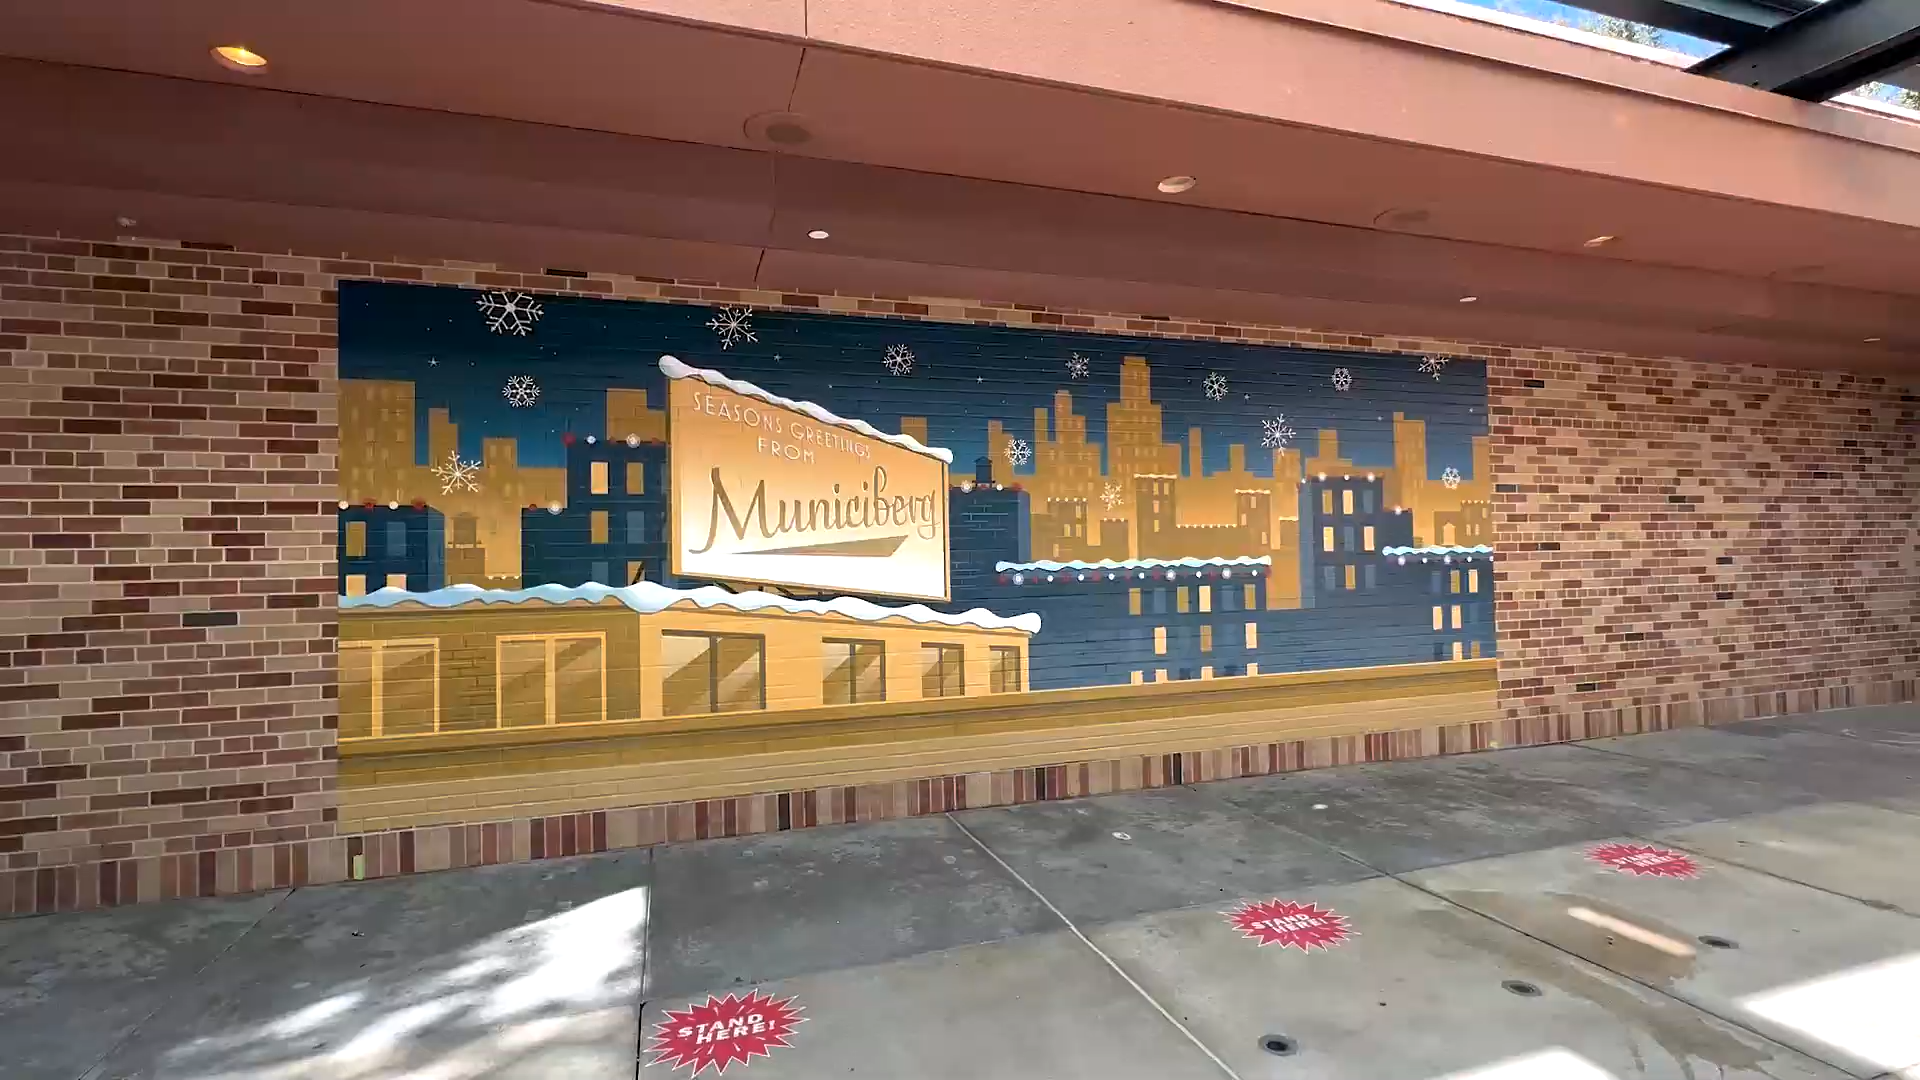 SEASONS GREETINGS
FROM
Municiberg
STAND
HERE!
STAND
HERE!
STAND
HERE!